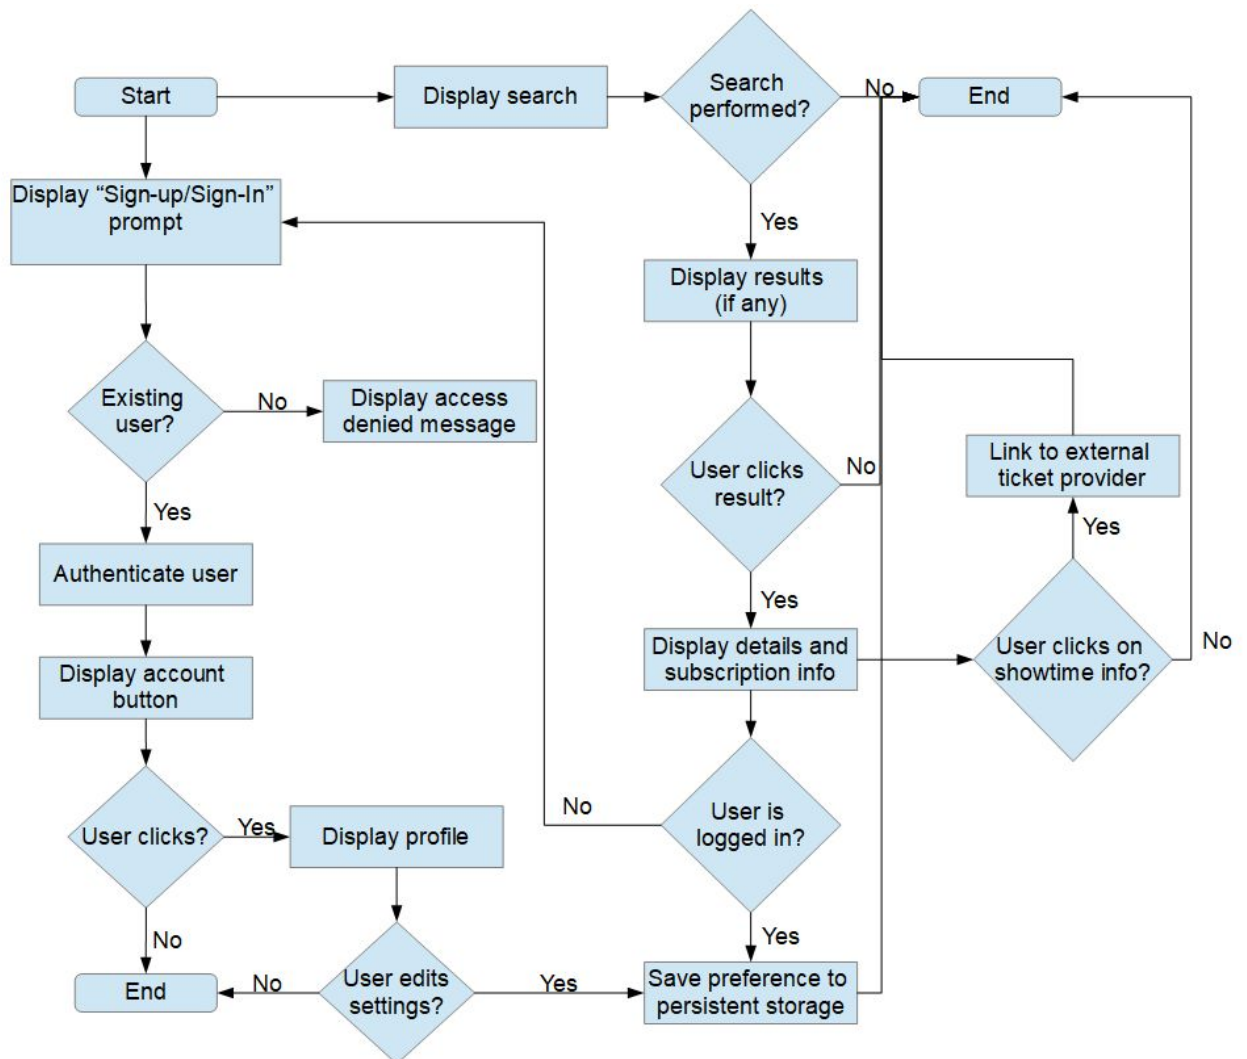 Start
Display search
Search
performed?
No
End
Display “Sign-up/Sign-In”
prompt
Yes
Display results
(if any)
Existing
user?
No
Display access
denied message
User clicks
result?
No
Link to external
ticket provider
Yes
Yes
Authenticate user
Yes
Display details and
subscription info
User clicks on
showtime info?
No
Display account
button
No
User is
logged in?
User clicks?
Yes
Display profile
No
Yes
End
No
User edits
settings?
Yes
Save preference to
persistent storage